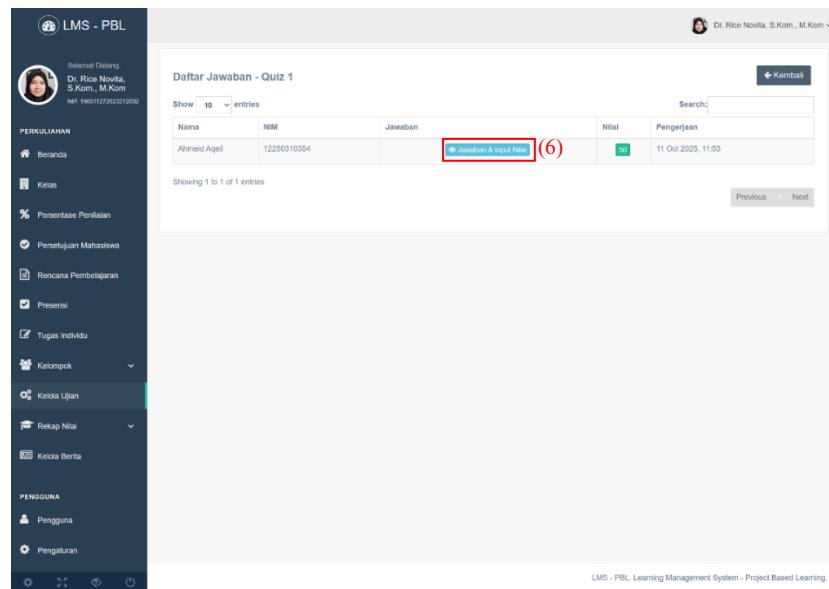 LMS - PBL
Dr. Rice Novita, S.Kom., M.Kom
Selamat Datang,
Dr. Rice Novita,
S.Kom., M.Kom
NIP. 198511272023212032
PERKULIAHAN
Beranda
Kelas
Persentase Penilaian
Persetujuan Mahasiswa
Rencana Pembelajaran
Presensi
Tugas Individu
Kelompok
Kelola Ujian
Rekap Nilai
Kelola Berita
PENGGUNA
Pengguna
Pengaturan
Daftar Jawaban - Quiz 1
Kembali
Show 10 entries
Search:
Nama NIM Jawaban Nilai Pengerjaan
Ahmeid Aqeil 12250310354 Jawaban & Input Nilai (6) 50 11 Oct 2025, 11:53
Showing 1 to 1 of 1 entries
Previous 1 Next
LMS - PBL. Learning Management System - Project Based Learning.